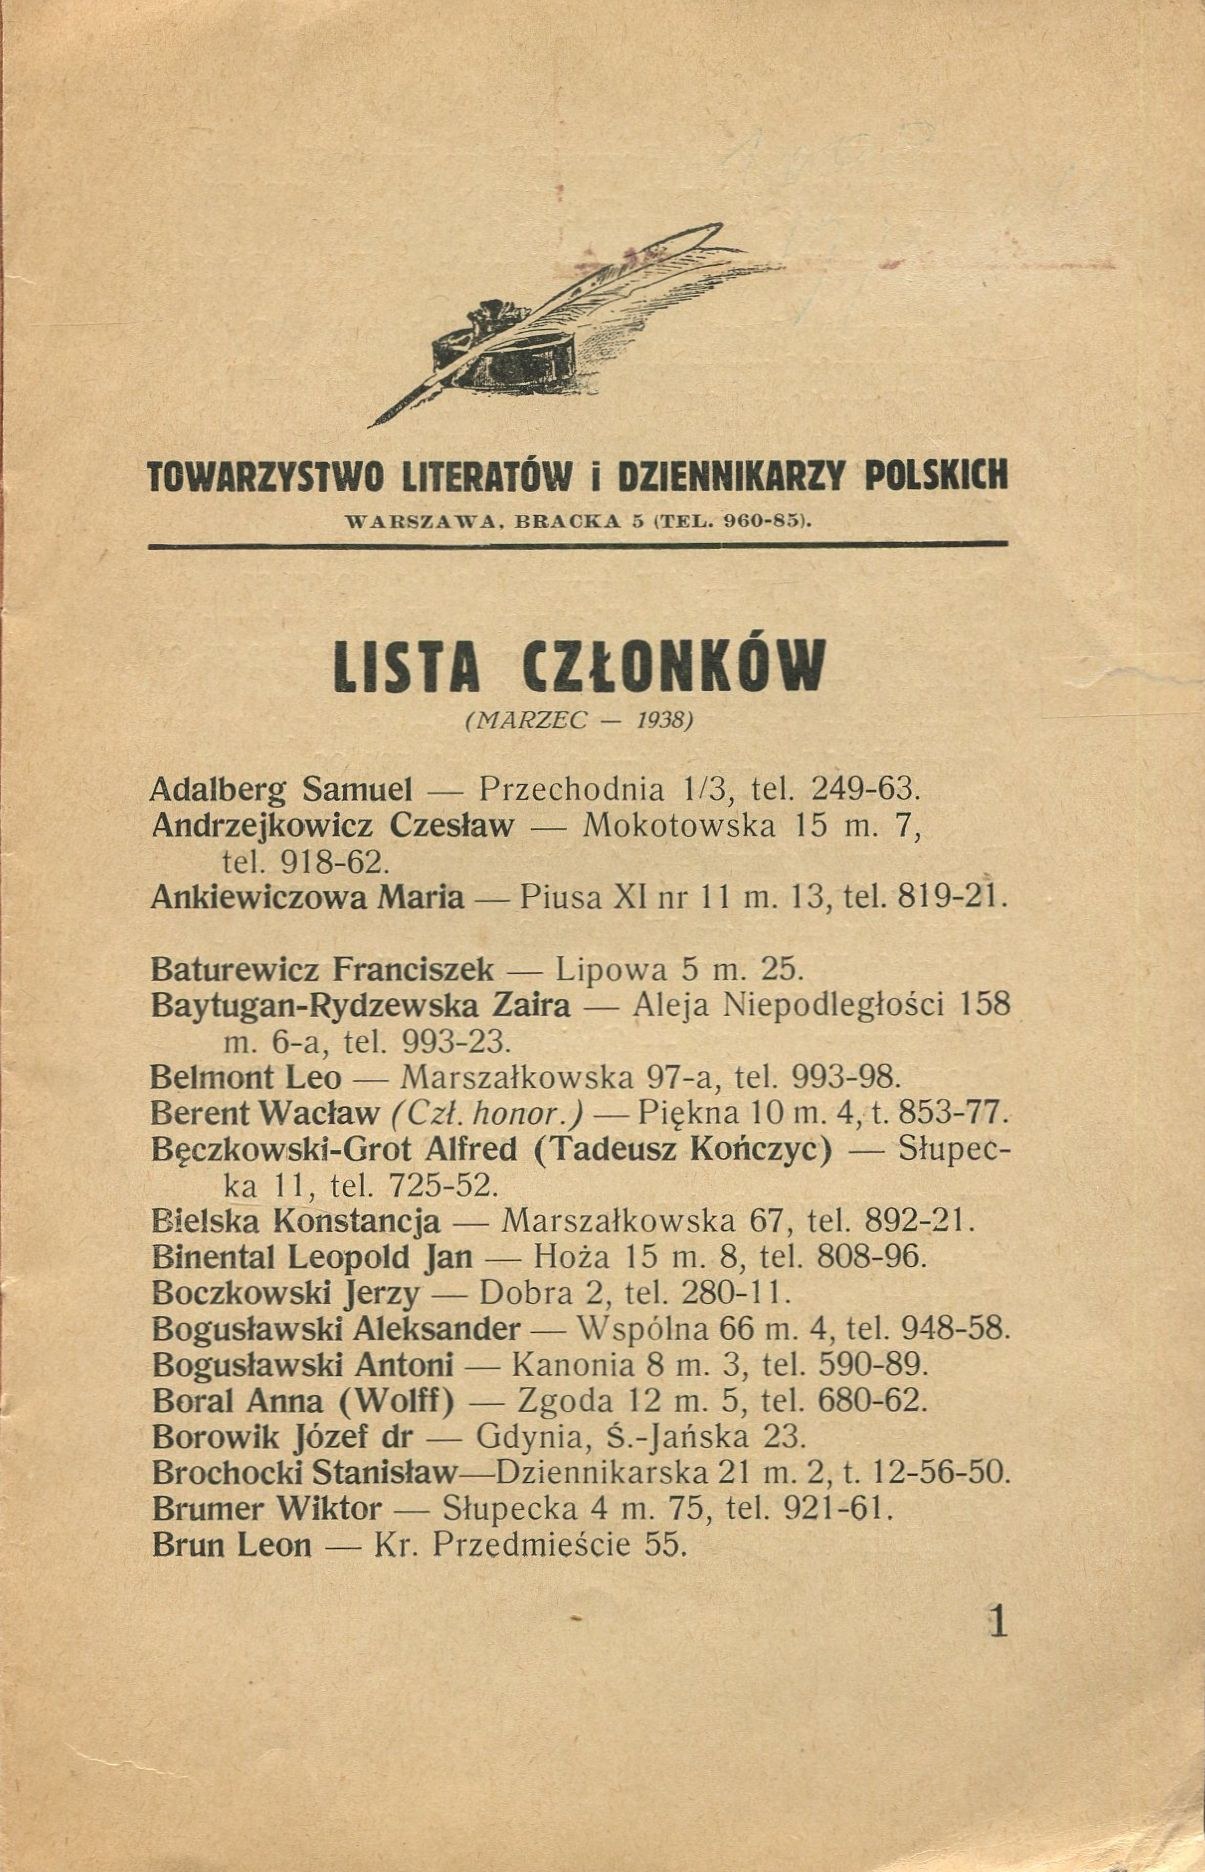 TOWARZYSTWO LITERATÓW i DZIENNIKARZY POLSKICH
WARSZAWA, BRACKA 5 (TEL. 960-85).
LISTA CZŁONKÓW
(MARZEC — 1938)
Adalberg Samuel — Przechodnia 1/3, tel. 249-63.
Andrzejkowicz Czesław — Mokotowska 15 m. 7,
tel. 918-62.
Ankiewiczowa Maria — Piusa XI nr 11 m. 13, tel. 819-21.
Baturewicz Franciszek — Lipowa 5 m. 25.
Baytugan-Rydzewska Zaira — Aleja Niepodległości 158
m. 6-a, tel. 993-23.
Belmont Leo — Marszałkowska 97-a, tel. 993-98.
Berent Wacław (Czł. honor.) — Piękna 10 m. 4, t. 853-77.
Bęczkowski-Grot Alfred (Tadeusz Kończyc) — Słupec-
ka 11, tel. 725-52.
Bielska Konstancja — Marszałkowska 67, tel. 892-21.
Binental Leopold Jan — Hoża 15 m. 8, tel. 808-96.
Boczkowski Jerzy — Dobra 2, tel. 280-11.
Bogusławski Aleksander — Wspólna 66 m. 4, tel. 948-58.
Bogusławski Antoni — Kanonia 8 m. 3, tel. 590-89.
Boral Anna (Wolff) — Zgoda 12 m. 5, tel. 680-62.
Borowik Józef dr — Gdynia, Ś.-Jańska 23.
Brochocki Stanisław—Dziennikarska 21 m. 2, t. 12-56-50.
Brumer Wiktor — Słupecka 4 m. 75, tel. 921-61.
Brun Leon — Kr. Przedmieście 55.
1